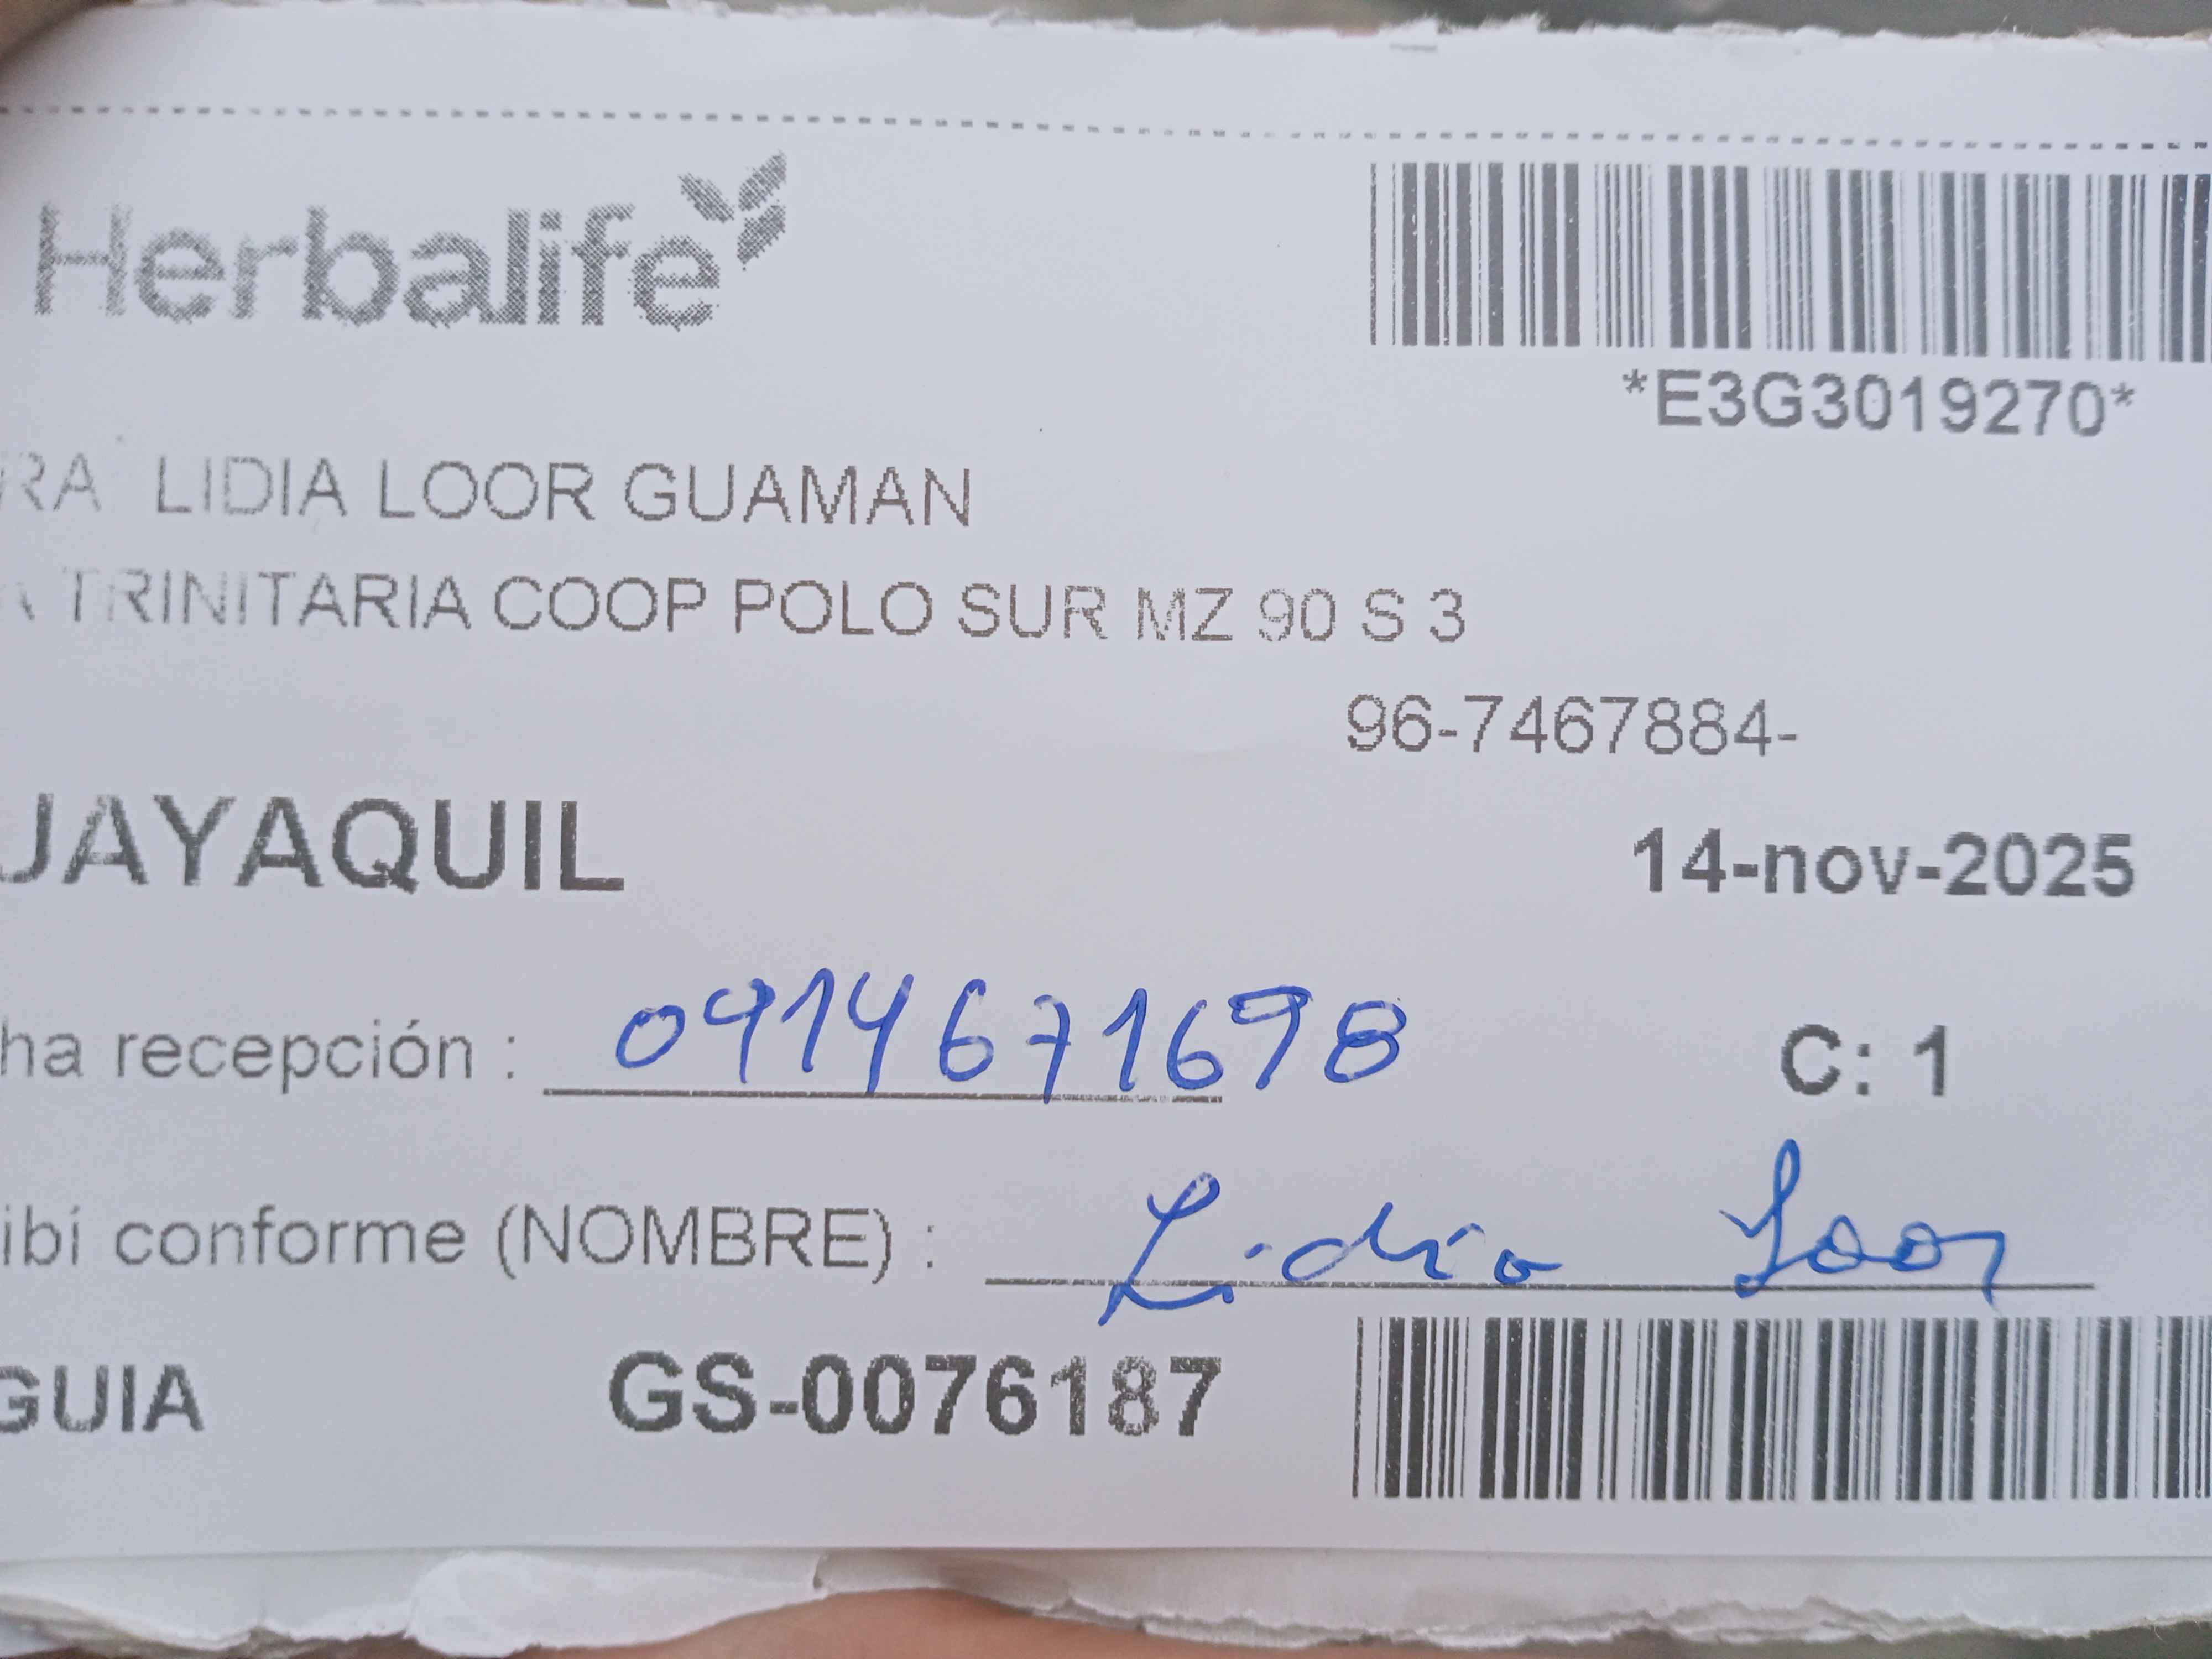 Herbalife
*E3G3019270*
RA LIDIA LOOR GUAMAN
TRINITARIA COOP POLO SUR MZ 90 S 3
96-7467884-
JAYAQUIL
14-nov-2025
ha recepción : 0914671698 C: 1
ibí conforme (NOMBRE) : Lidia Loor
GUIA GS-0076187